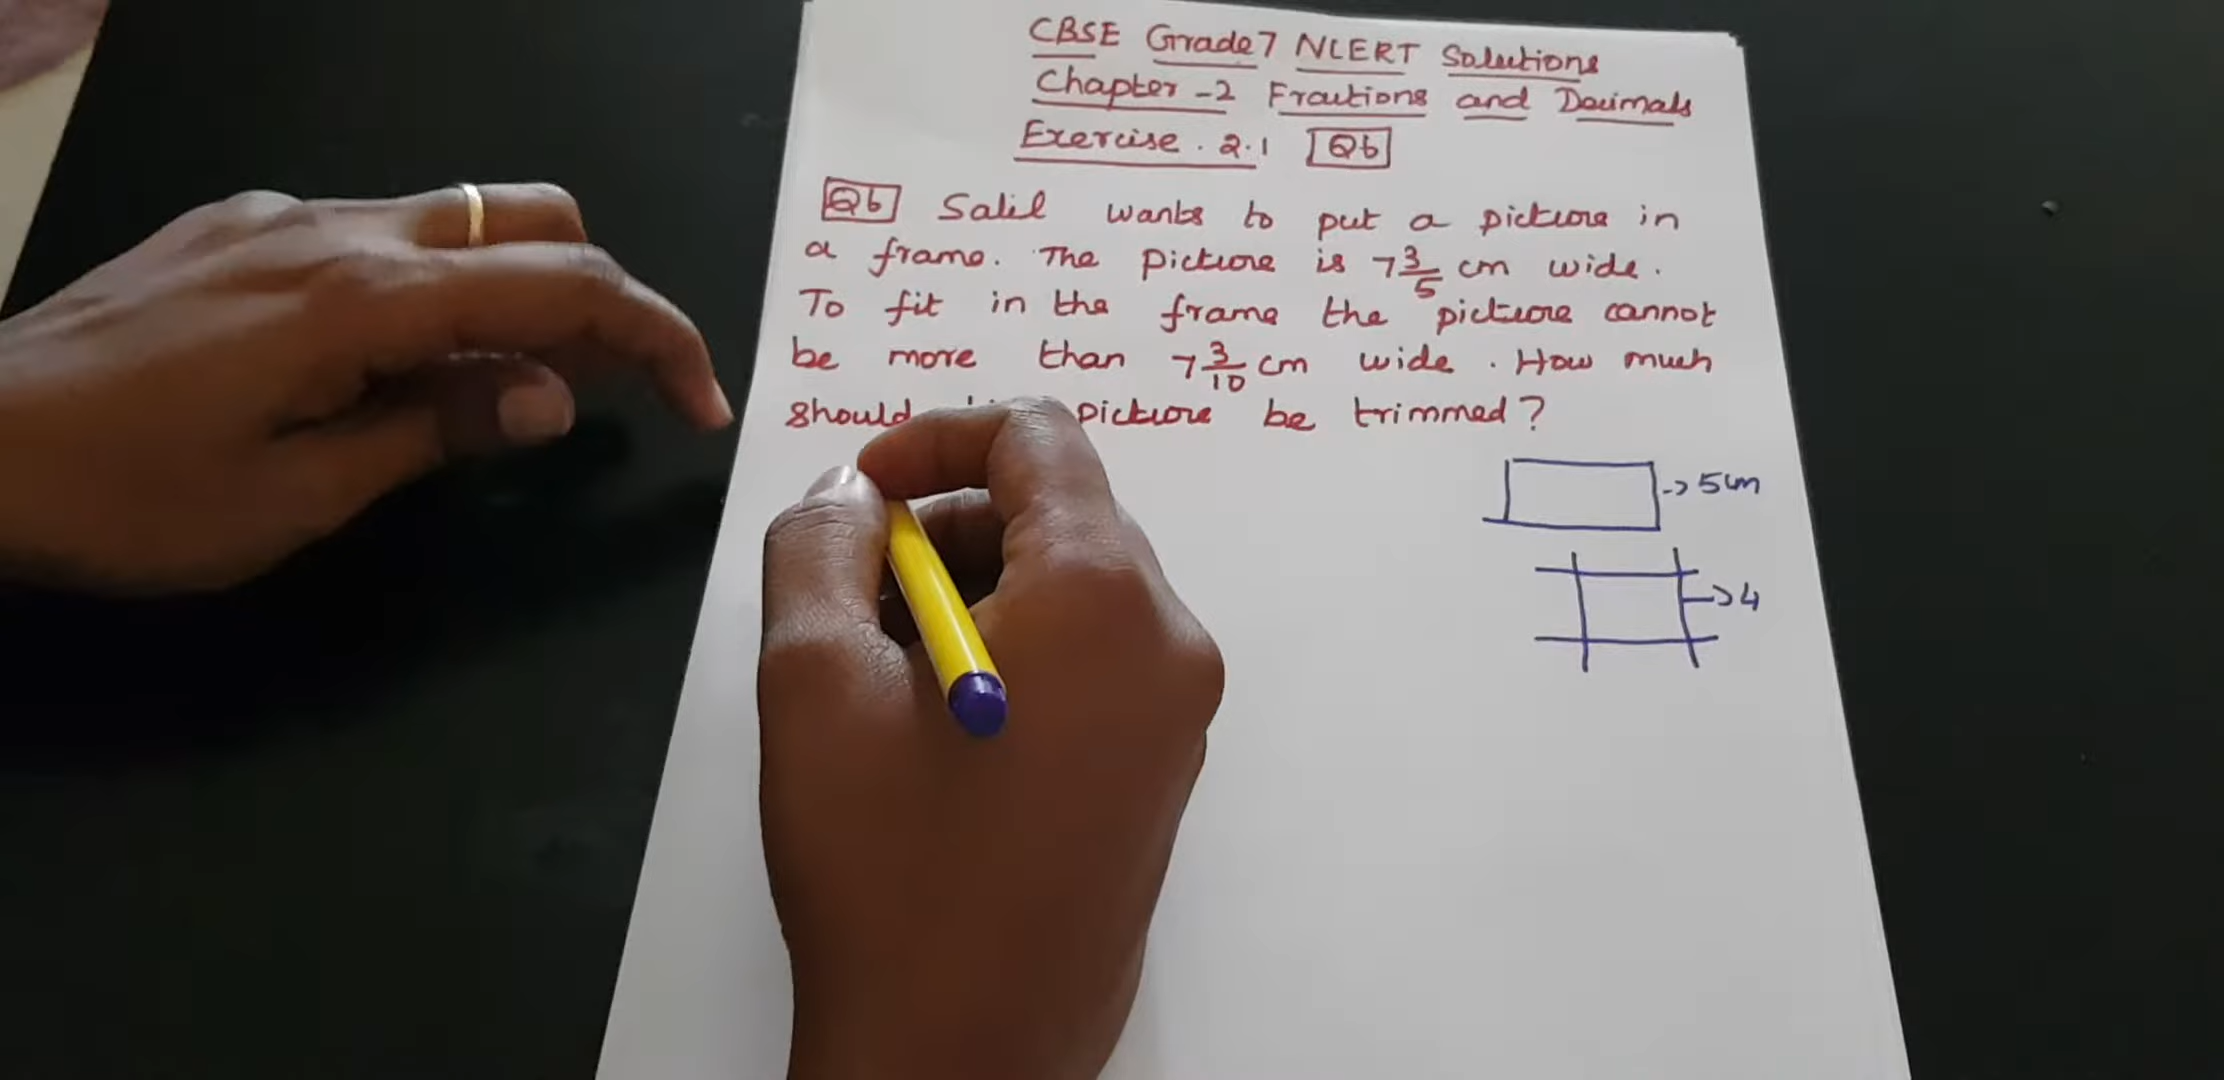 CBSE Grade 7 NCERT Solutions
Chapter - 2 Fractions and Decimals
Exercise . 2.1 Q6
Q6 Salil wants to put a picture in
a frame. The picture is 7 3/5 cm wide.
To fit in the frame the picture cannot
be more than 7 3/10 cm wide. How much
should picture be trimmed?
-> 5cm
-> 4